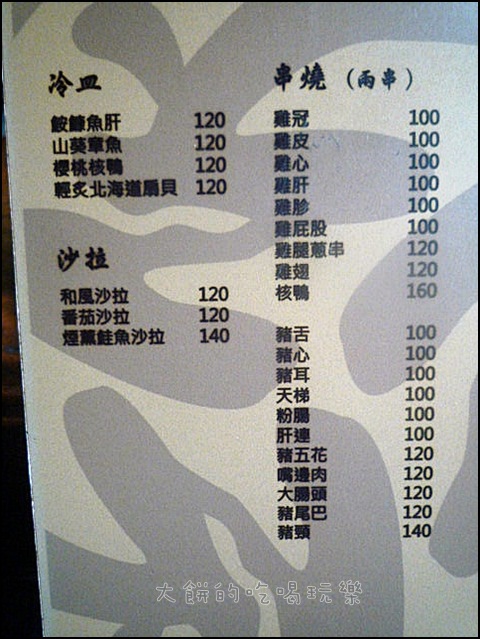 冷皿
鮟鱇魚肝 120
山葵章魚 120
櫻桃核鴨 120
輕炙北海道扇貝 120
沙拉
和風沙拉 120
番茄沙拉 120
煙薰鮭魚沙拉 140
串燒（兩串）
雞冠 100
雞皮 100
雞心 100
雞肝 100
雞胗 100
雞屁股 100
雞腿蔥串 120
雞翅 120
核鴨 160
豬舌 100
豬心 100
豬耳 100
天梯 100
粉腸 100
肝連 100
豬五花 120
嘴邊肉 120
大腸頭 120
豬尾巴 120
豬頸 140
大餅的吃喝玩樂